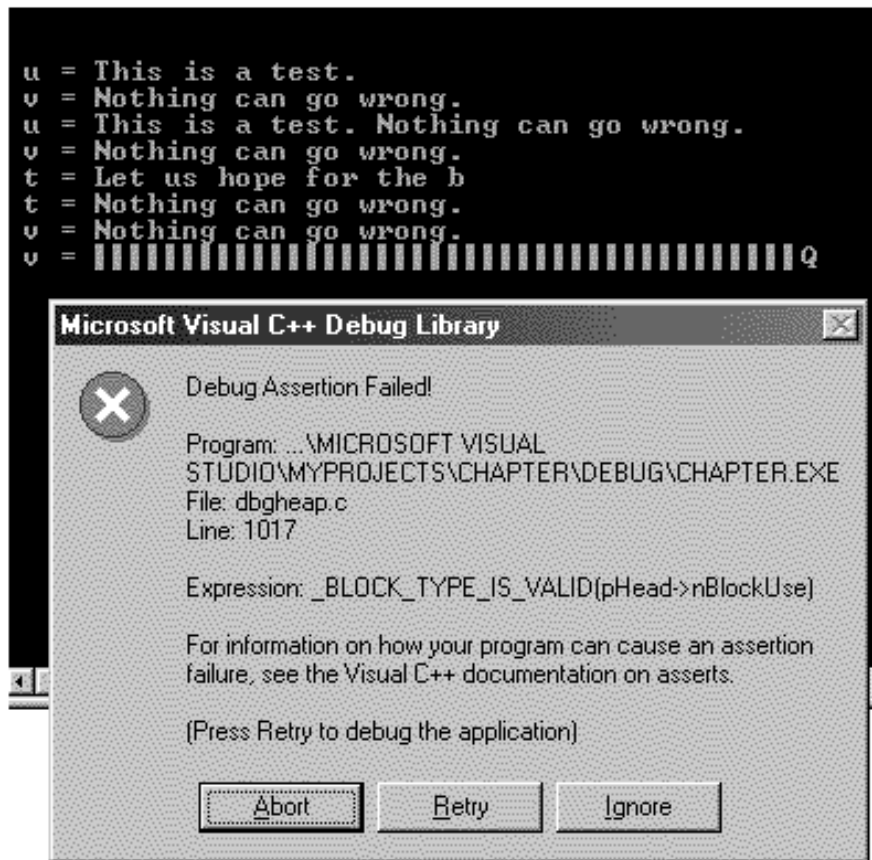 u = This is a test.
v = Nothing can go wrong.
u = This is a test. Nothing can go wrong.
v = Nothing can go wrong.
t = Let us hope for the b
t = Nothing can go wrong.
v = Nothing can go wrong.
v = ▒▒▒▒▒▒▒▒▒▒▒▒▒▒▒▒▒▒▒▒▒▒▒▒▒▒▒▒▒▒▒▒▒▒▒▒▒▒▒▒Q
Microsoft Visual C++ Debug Library
Debug Assertion Failed!
Program: ...\MICROSOFT VISUAL
STUDIO\MYPROJECTS\CHAPTER\DEBUG\CHAPTER.EXE
File: dbgheap.c
Line: 1017
Expression: _BLOCK_TYPE_IS_VALID(pHead->nBlockUse)
For information on how your program can cause an assertion
failure, see the Visual C++ documentation on asserts.
(Press Retry to debug the application)
Abort Retry Ignore